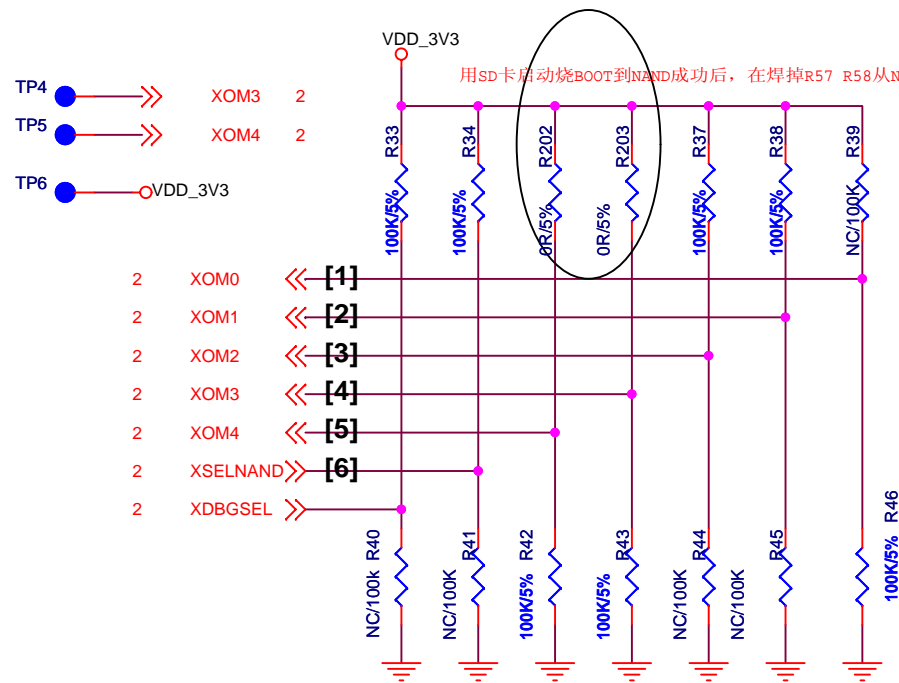 VDD_3V3
用SD卡启动烧BOOT到NAND成功后，在焊掉R57 R58从N
TP4 XOM3 2
TP5 XOM4 2
TP6 VDD_3V3
R33 R34 R202 R203 R37 R38 R39
100K/5% 100K/5% 0R/5% 0R/5% 100K/5% 100K/5% NC/100K
2 XOM0 [1]
2 XOM1 [2]
2 XOM2 [3]
2 XOM3 [4]
2 XOM4 [5]
2 XSELNAND [6]
2 XDBGSEL
R40 R41 R42 R43 R44 R45 R46
NC/100k NC/100K 100K/5% 100K/5% NC/100K NC/100K 100K/5%